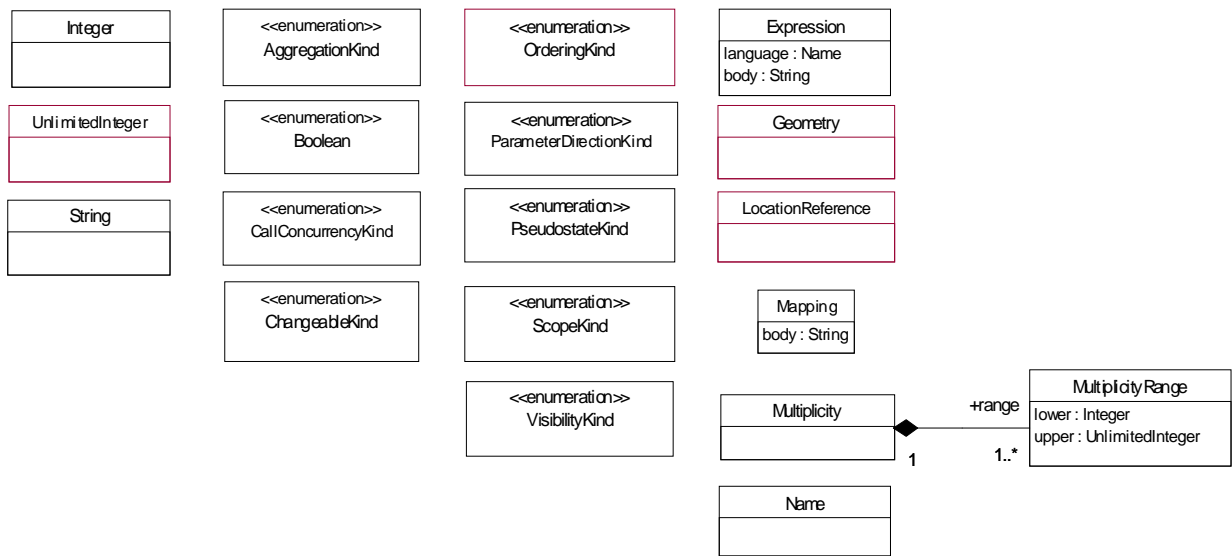 Integer
UnlimitedInteger
String
<<enumeration>>
AggregationKind
<<enumeration>>
Boolean
<<enumeration>>
CallConcurrencyKind
<<enumeration>>
ChangeableKind
<<enumeration>>
OrderingKind
<<enumeration>>
ParameterDirectionKind
<<enumeration>>
PseudostateKind
<<enumeration>>
ScopeKind
<<enumeration>>
VisibilityKind
Expression
language : Name
body : String
Geometry
LocationReference
Mapping
body : String
Multiplicity
1
+range
1..*
MultiplicityRange
lower : Integer
upper : UnlimitedInteger
Name